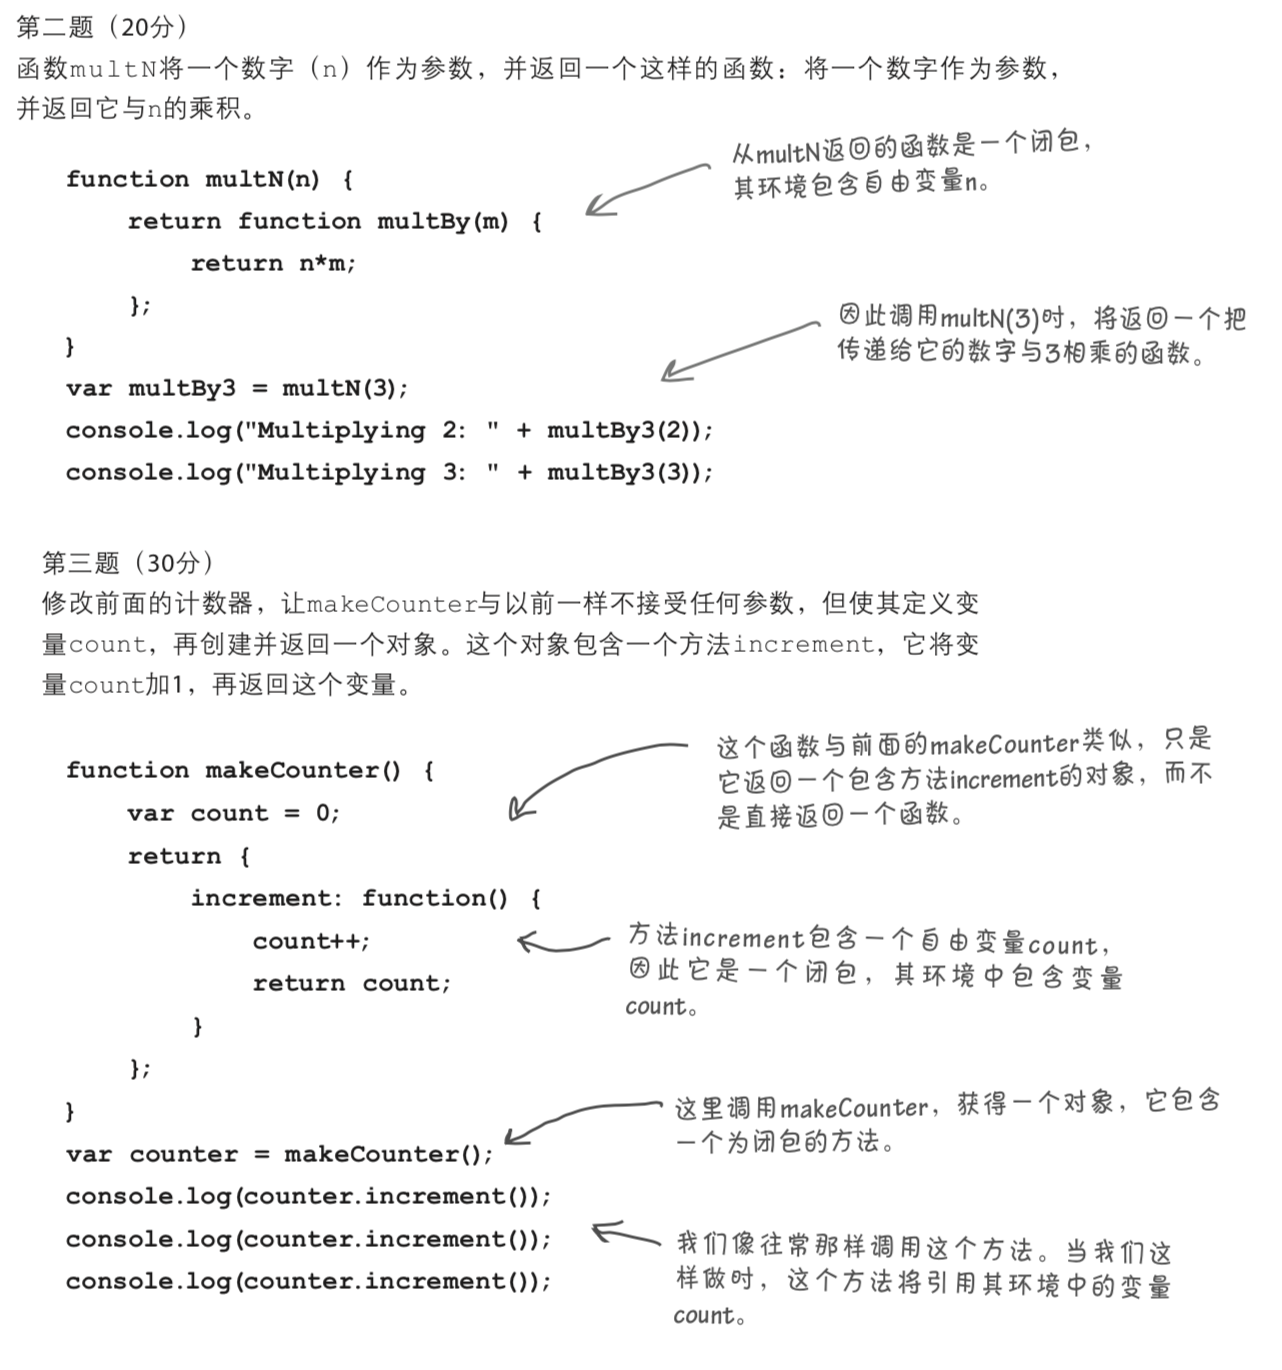 第二题（20分）
函数multN将一个数字（n）作为参数，并返回一个这样的函数：将一个数字作为参数，
并返回它与n的乘积。
从multN返回的函数是一个闭包，
其环境包含自由变量n。
function multN(n) {
return function multBy(m) {
return n*m;
};
}
因此调用multN(3)时，将返回一个把
传递给它的数字与3相乘的函数。
var multBy3 = multN(3);
console.log("Multiplying 2: " + multBy3(2));
console.log("Multiplying 3: " + multBy3(3));
第三题（30分）
修改前面的计数器，让makeCounter与以前一样不接受任何参数，但使其定义变
量count，再创建并返回一个对象。这个对象包含一个方法increment，它将变
量count加1，再返回这个变量。
这个函数与前面的makeCounter类似，只是
它返回一个包含方法increment的对象，而不
是直接返回一个函数。
function makeCounter() {
var count = 0;
return {
increment: function() {
count++;
return count;
}
};
}
方法increment包含一个自由变量count，
因此它是一个闭包，其环境中包含变量
count。
这里调用makeCounter，获得一个对象，它包含
一个为闭包的方法。
var counter = makeCounter();
console.log(counter.increment());
console.log(counter.increment());
console.log(counter.increment());
我们像往常那样调用这个方法。当我们这
样做时，这个方法将引用其环境中的变量
count。